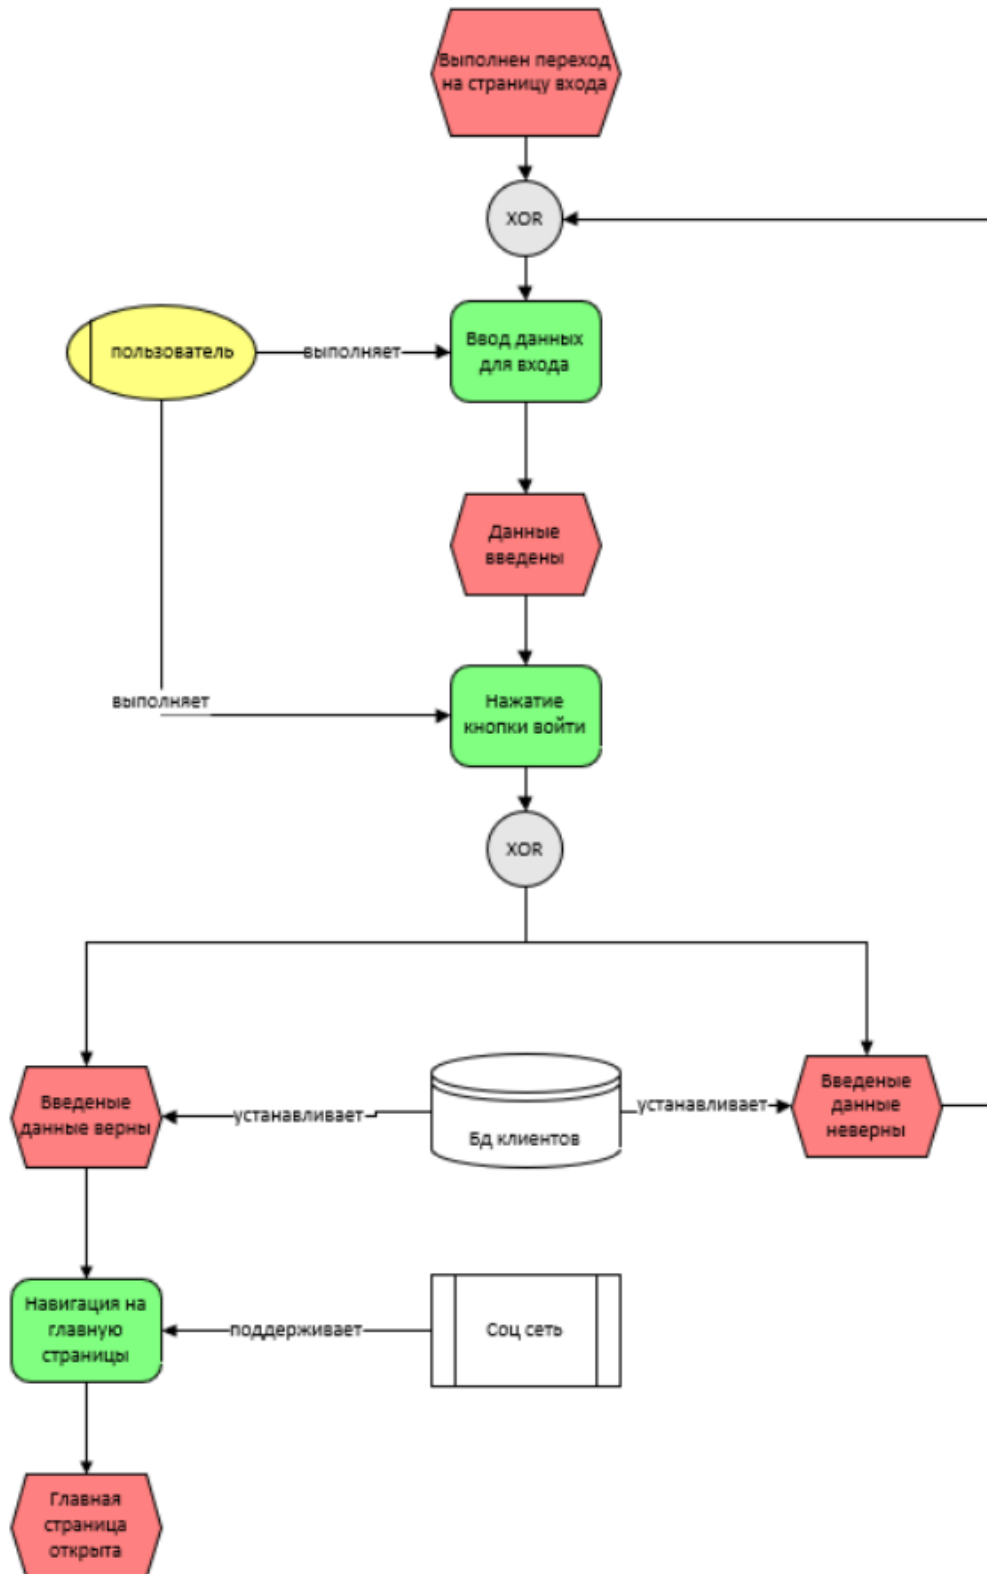 Выполнен переход
на страницу входа
XOR
Ввод данных
для входа
пользователь
выполняет
Данные
введены
выполняет
Нажатие
кнопки войти
XOR
Введеные
данные верны
устанавливает
Бд клиентов
устанавливает
Введеные
данные
неверны
Навигация на
главную
страницы
поддерживает
Соц сеть
Главная
страница
открыта